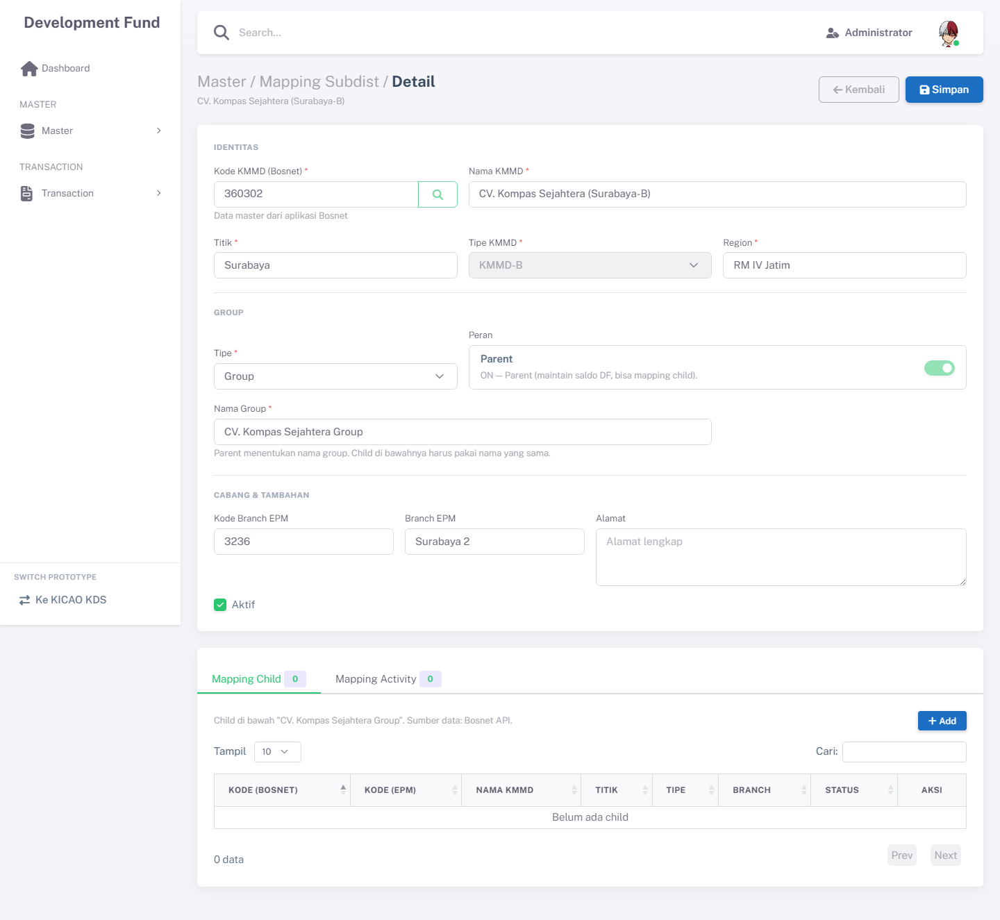 Development Fund
Search...
Administrator
Dashboard
MASTER
Master
TRANSACTION
Transaction
SWITCH PROTOTYPE
Ke KICAO KDS
Master / Mapping Subdist / Detail
CV. Kompas Sejahtera (Surabaya-B)
Kembali
Simpan
IDENTITAS
Kode KMMD (Bosnet) *
Nama KMMD *
360302
CV. Kompas Sejahtera (Surabaya-B)
Data master dari aplikasi Bosnet
Titik *
Tipe KMMD *
Region *
Surabaya
KMMD-B
RM IV Jatim
GROUP
Peran
Tipe *
Group
Parent
ON — Parent (maintain saldo DF, bisa mapping child).
Nama Group *
CV. Kompas Sejahtera Group
Parent menentukan nama group. Child di bawahnya harus pakai nama yang sama.
CABANG & TAMBAHAN
Kode Branch EPM
Branch EPM
Alamat
3236
Surabaya 2
Alamat lengkap
Aktif
Mapping Child 0
Mapping Activity 0
Child di bawah "CV. Kompas Sejahtera Group". Sumber data: Bosnet API.
Add
Tampil 10
Cari:
KODE (BOSNET) KODE (EPM) NAMA KMMD TITIK TIPE BRANCH STATUS AKSI
Belum ada child
0 data
Prev Next